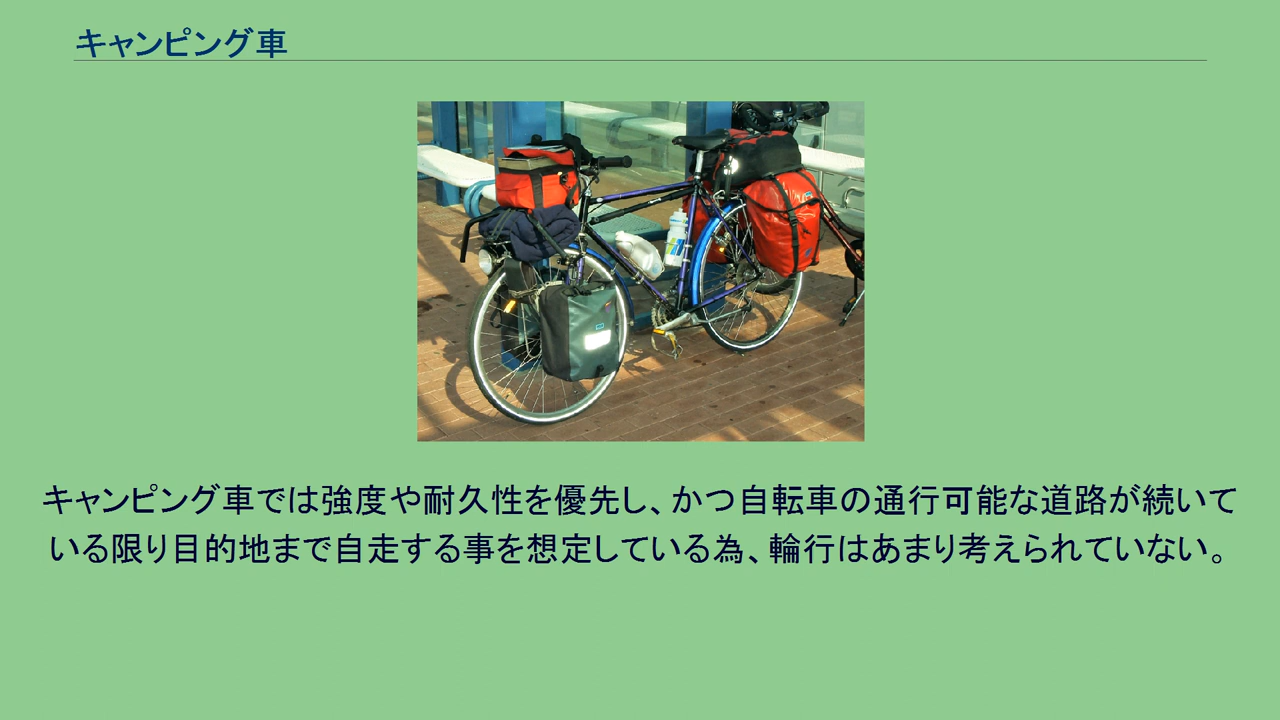 キャンピング車
キャンピング車では強度や耐久性を優先し、かつ自転車の通行可能な道路が続いて
いる限り目的地まで自走する事を想定している為、輪行はあまり考えられていない。